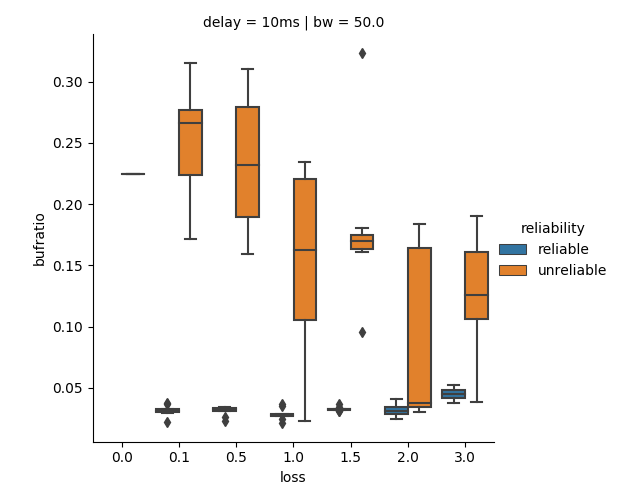 delay = 10ms | bw = 50.0
0.30
0.25
0.20
0.15
0.10
0.05
bufratio
0.0 0.1 0.5 1.0 1.5 2.0 3.0
loss
reliability
reliable
unreliable